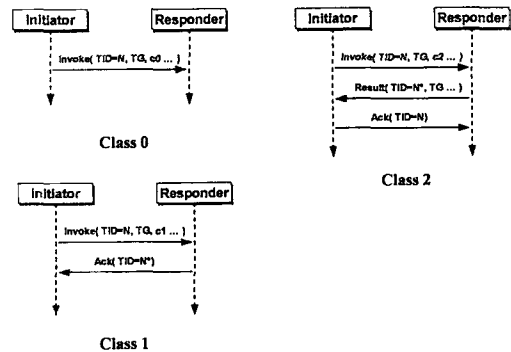 Initiator Responder
Invoke( TID=N, TG, c0 ... )
Class 0
Initiator Responder
Invoke( TID=N, TG, c2 ... )
Result( TID=N*, TG ... )
Ack( TID=N)
Class 2
Initiator Responder
Invoke( TID=N, TG, c1 ... )
Ack( TID=N*)
Class 1